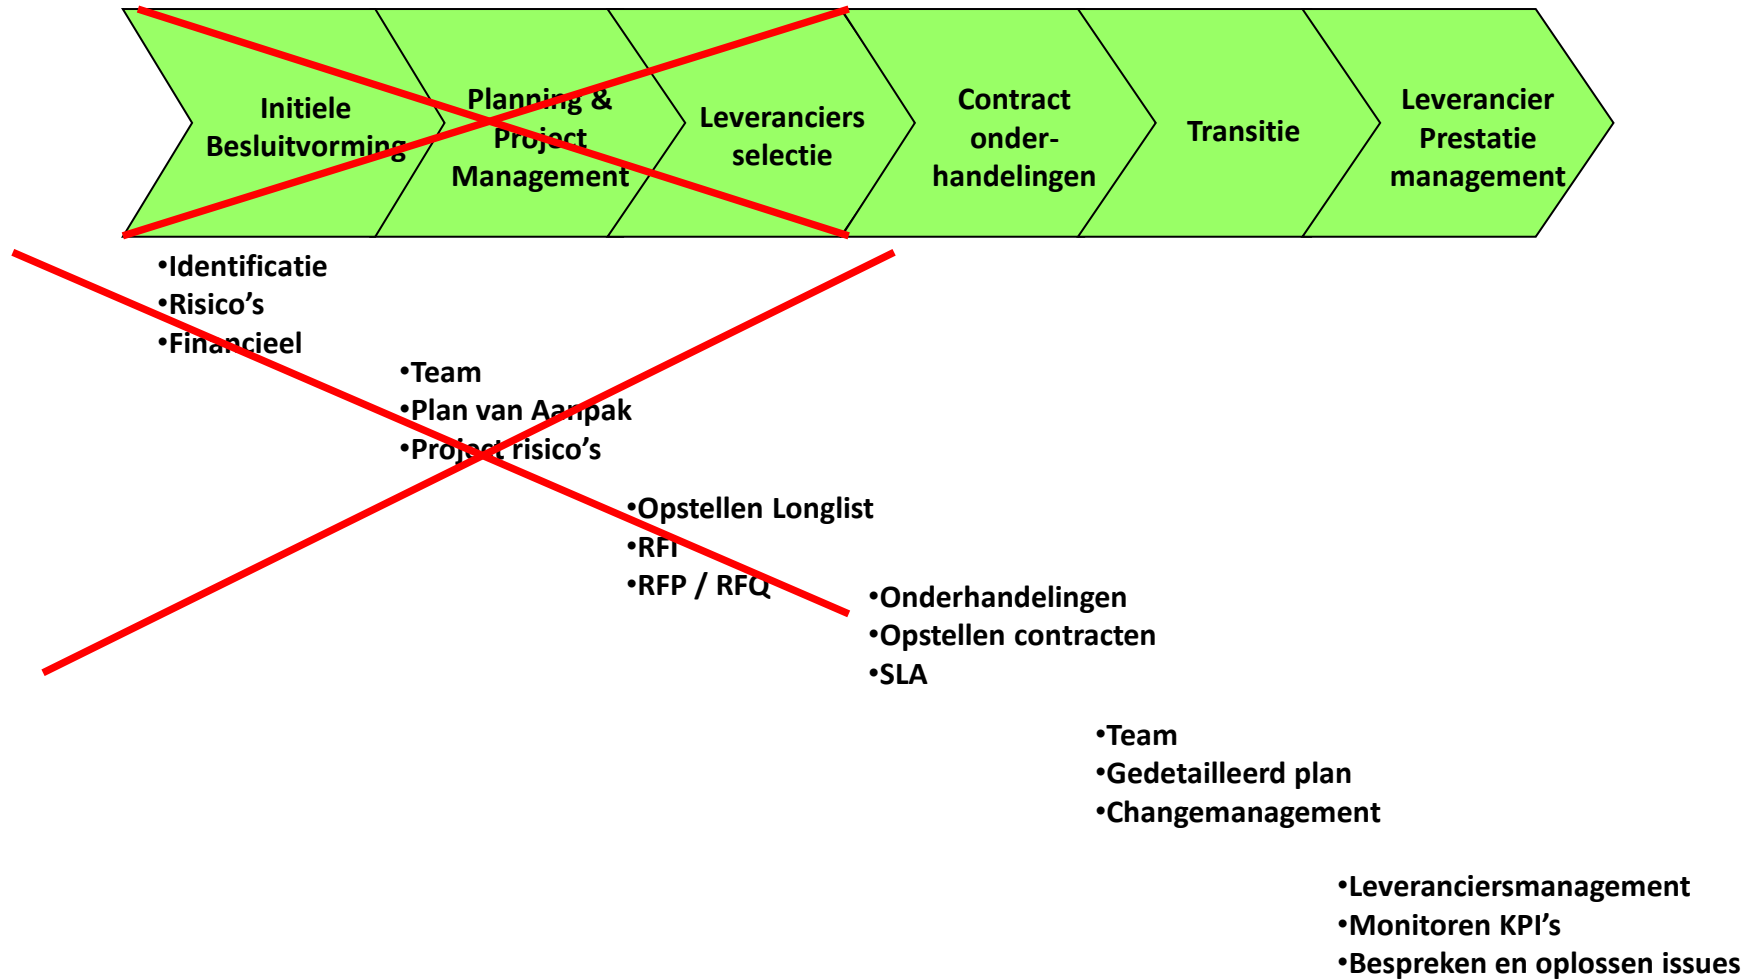 Initiele
Besluitvorming
Planning &
Project
Management
Leveranciers
selectie
Contract
onder-
handelingen
Transitie
Leverancier
Prestatie
management
•Identificatie
•Risico’s
•Financieel
•Team
•Plan van Aanpak
•Project risico’s
•Opstellen Longlist
•RFI
•RFP / RFQ
•Onderhandelingen
•Opstellen contracten
•SLA
•Team
•Gedetailleerd plan
•Changemanagement
•Leveranciersmanagement
•Monitoren KPI’s
•Bespreken en oplossen issues